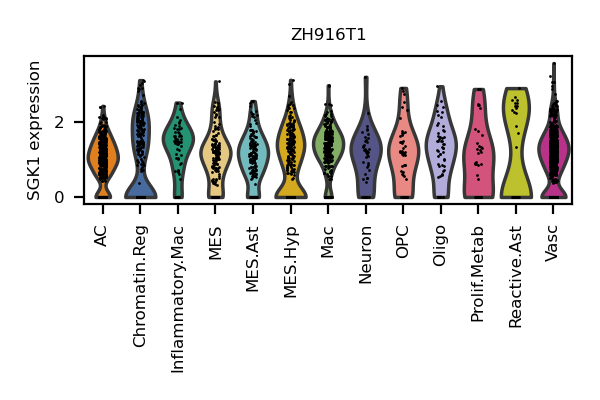 ZH916T1
SGK1 expression
2
0
AC
Chromatin.Reg
Inflammatory.Mac
MES
MES.Ast
MES.Hyp
Mac
Neuron
OPC
Oligo
Prolif.Metab
Reactive.Ast
Vasc